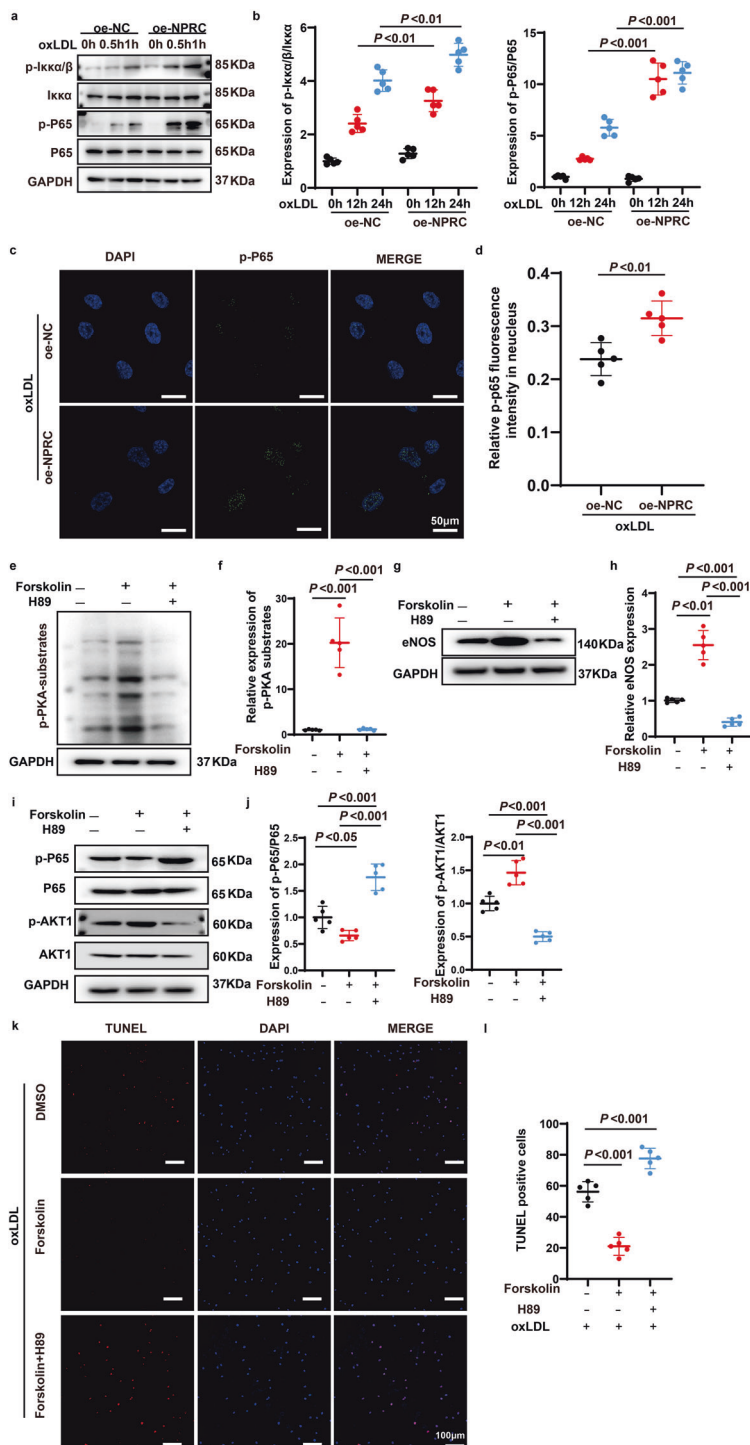 a
oe-NC oe-NPRC
oxLDL 0h 0.5h1h 0h 0.5h1h
p-Iκκα/β 85KDa
Iκκα 85KDa
p-P65 65KDa
P65 65KDa
GAPDH 37KDa
b
Expression of p-Iκκα/β/Iκκα
P <0.01
P <0.01
6
4
2
0
oxLDL 0h 12h 24h 0h 12h 24h
oe-NC oe-NPRC
Expression of p-P65/P65
P <0.001
P <0.001
15
10
5
0
oxLDL 0h 12h 24h 0h 12h 24h
oe-NC oe-NPRC
c
DAPI p-P65 MERGE
oxLDL
oe-NC
oe-NPRC
50μm
d
Relative p-p65 fluorescence
intensity in neucleus
P <0.01
0.4
0.3
0.2
0.1
0.0
oe-NC oe-NPRC
oxLDL
e
Forskolin – + +
H89 – – +
p-PKA-substrates
GAPDH 37KDa
f
Relative expression of
p-PKA substrates
P <0.001
P <0.001
30
20
10
0
Forskolin – + +
H89 – – +
g
Forskolin – + +
H89 – – +
eNOS 140KDa
GAPDH 37KDa
h
Relative eNOS expression
P <0.001
P <0.001
P <0.01
4
3
2
1
0
Forskolin – + +
H89 – – +
i
Forskolin – + +
H89 – – +
p-P65 65KDa
P65 65KDa
p-AKT1 60KDa
AKT1 60KDa
GAPDH 37KDa
j
Expression of p-P65/P65
P <0.001
P <0.001
P <0.05
2.0
1.5
1.0
0.5
0.0
Forskolin – + +
H89 – – +
Expression of p-AKT1/AKT1
P <0.001
P <0.001
P <0.01
2.0
1.5
1.0
0.5
0.0
Forskolin – + +
H89 – – +
k
TUNEL DAPI MERGE
oxLDL
DMSO
Forskolin
Forskolin+H89
100μm
l
TUNEL positive cells
P <0.001
P <0.001
100
80
60
40
20
0
Forskolin – + +
H89 – – +
oxLDL + + +